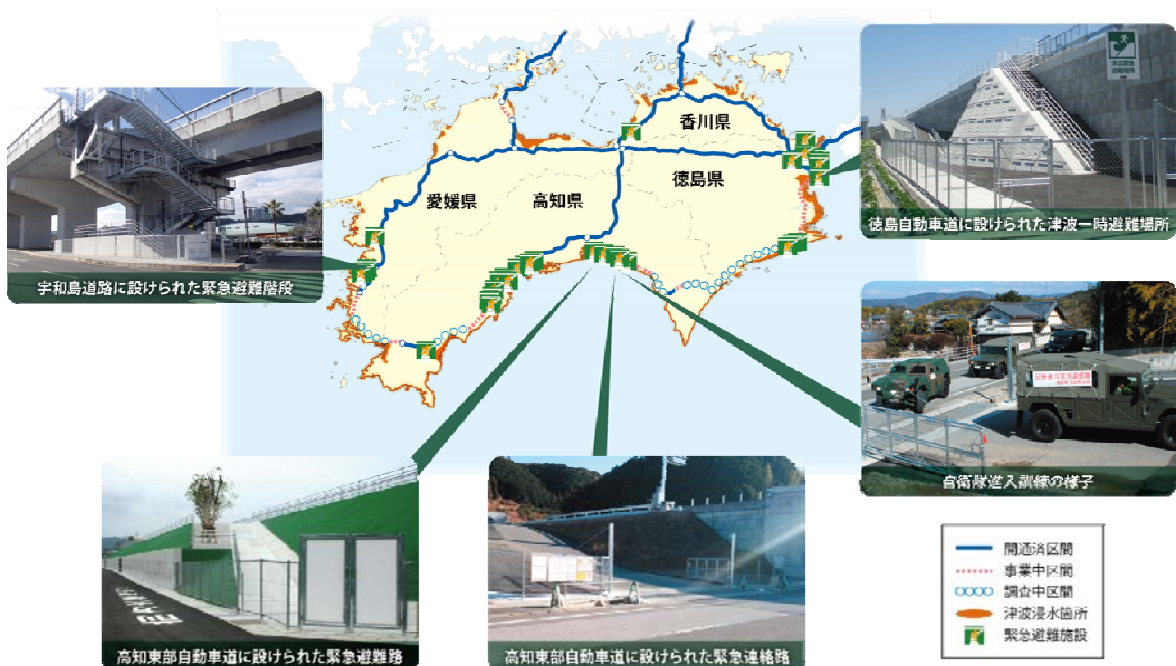 香川県
徳島県
愛媛県
高知県
宇和島道路に設けられた緊急避難階段
徳島自動車道に設けられた津波一時避難場所
自衛隊進入訓練の様子
高知東部自動車道に設けられた緊急避難路
高知東部自動車道に設けられた緊急連絡路
開通済区間
事業中区間
調査中区間
津波浸水箇所
緊急避難施設